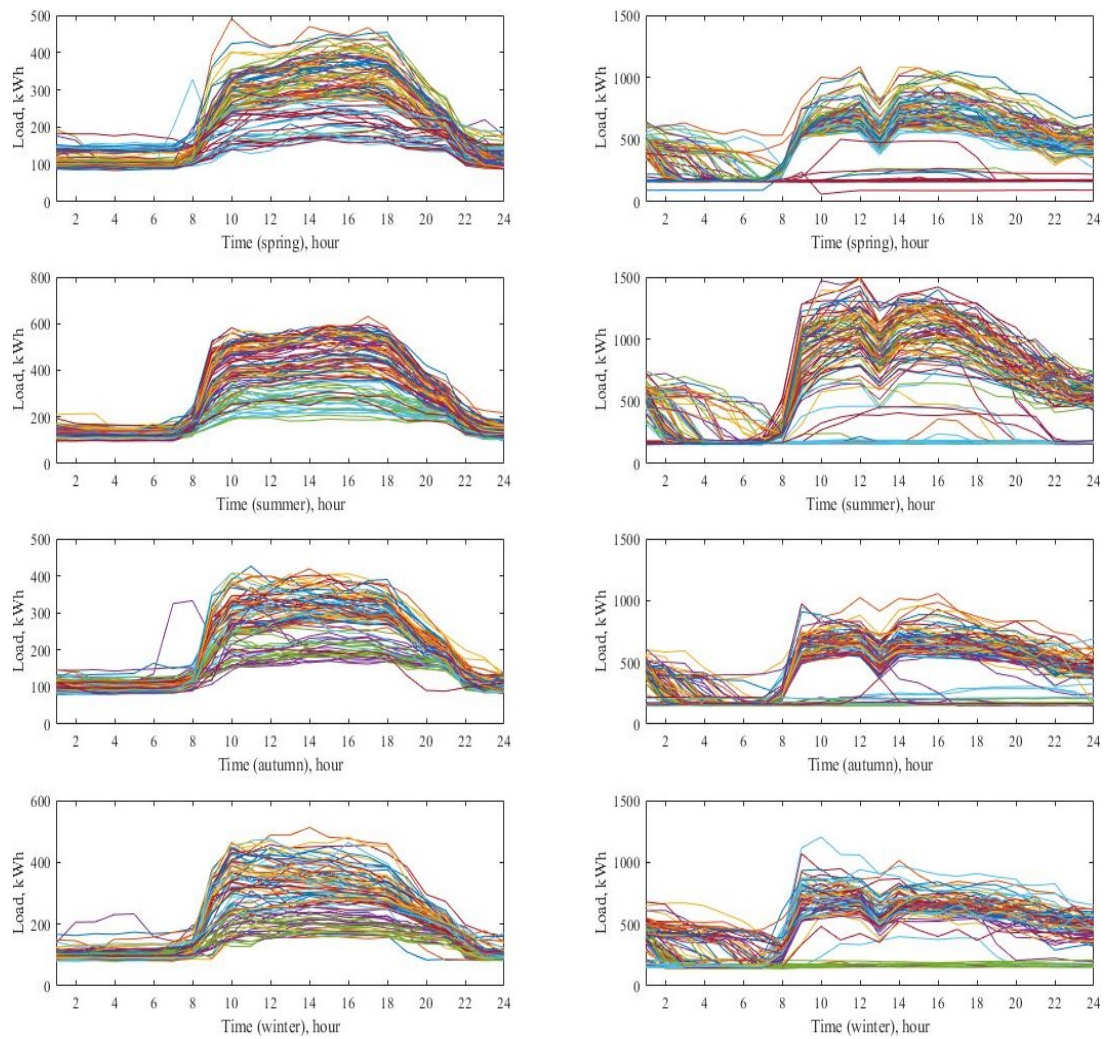 500
400
300
200
100
0
Load, kWh
2 4 6 8 10 12 14 16 18 20 22 24
Time (spring), hour
1500
1000
500
0
Load, kWh
2 4 6 8 10 12 14 16 18 20 22 24
Time (spring), hour
800
600
400
200
0
Load, kWh
2 4 6 8 10 12 14 16 18 20 22 24
Time (summer), hour
1500
1000
500
0
Load, kWh
2 4 6 8 10 12 14 16 18 20 22 24
Time (summer), hour
500
400
300
200
100
0
Load, kWh
2 4 6 8 10 12 14 16 18 20 22 24
Time (autumn), hour
1500
1000
500
0
Load, kWh
2 4 6 8 10 12 14 16 18 20 22 24
Time (autumn), hour
600
400
200
0
Load, kWh
2 4 6 8 10 12 14 16 18 20 22 24
Time (winter), hour
1500
1000
500
0
Load, kWh
2 4 6 8 10 12 14 16 18 20 22 24
Time (winter), hour